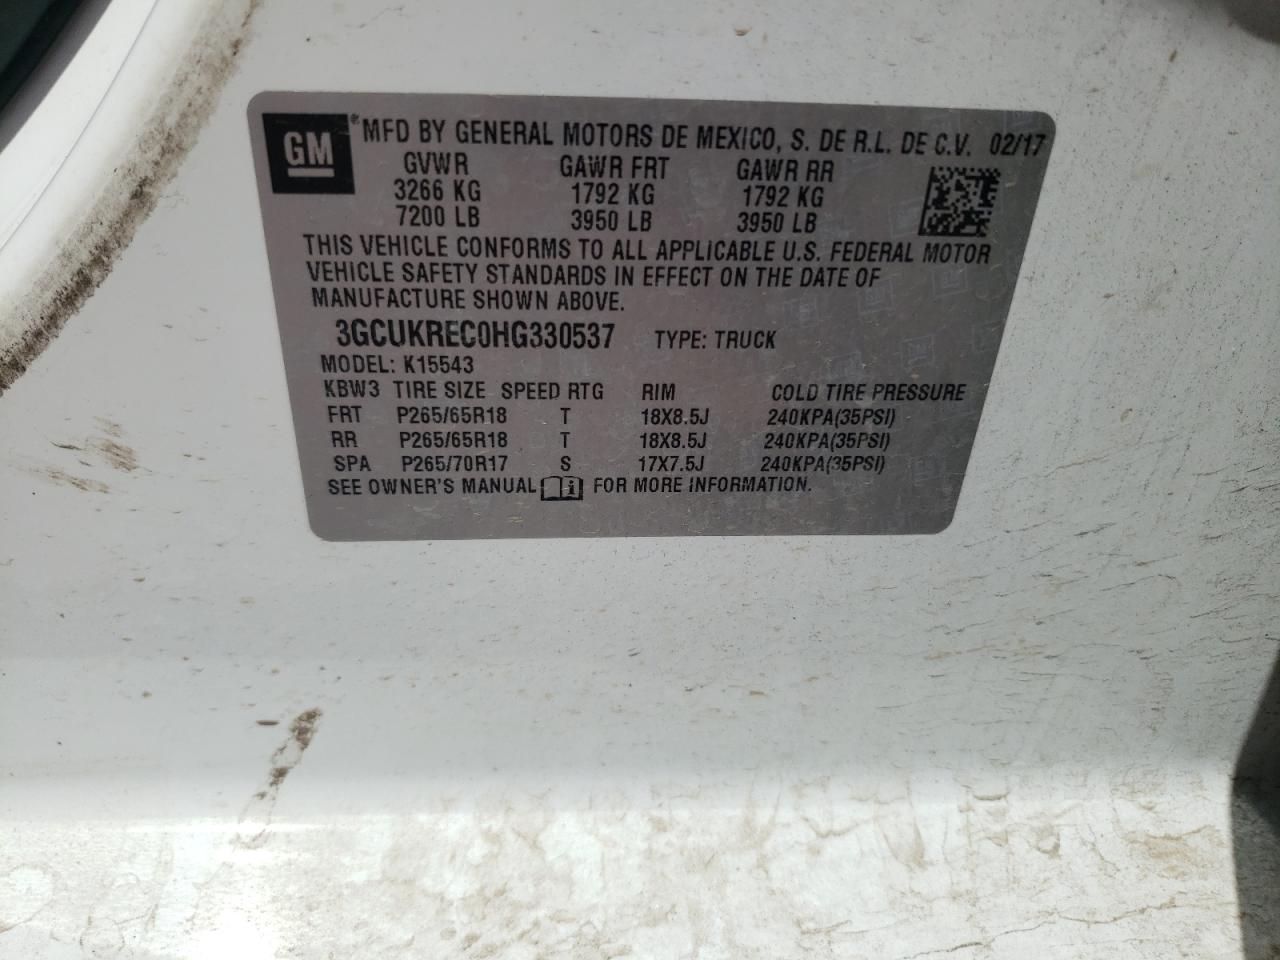 GM ® MFD BY GENERAL MOTORS DE MEXICO, S. DE R.L. DE C.V. 02/17
GVWR GAWR FRT GAWR RR
3266 KG 1792 KG 1792 KG
7200 LB 3950 LB 3950 LB
THIS VEHICLE CONFORMS TO ALL APPLICABLE U.S. FEDERAL MOTOR
VEHICLE SAFETY STANDARDS IN EFFECT ON THE DATE OF
MANUFACTURE SHOWN ABOVE.
3GCUKREC0HG330537 TYPE: TRUCK
MODEL: K15543
KBW3 TIRE SIZE SPEED RTG RIM COLD TIRE PRESSURE
FRT P265/65R18 T 18X8.5J 240KPA(35PSI)
RR P265/65R18 T 18X8.5J 240KPA(35PSI)
SPA P265/70R17 S 17X7.5J 240KPA(35PSI)
SEE OWNER'S MANUAL FOR MORE INFORMATION.